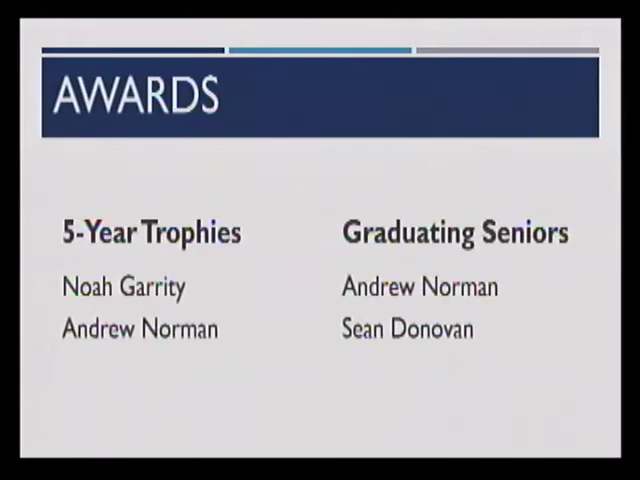 AWARDS
5-Year Trophies
Noah Garrity
Andrew Norman
Graduating Seniors
Andrew Norman
Sean Donovan